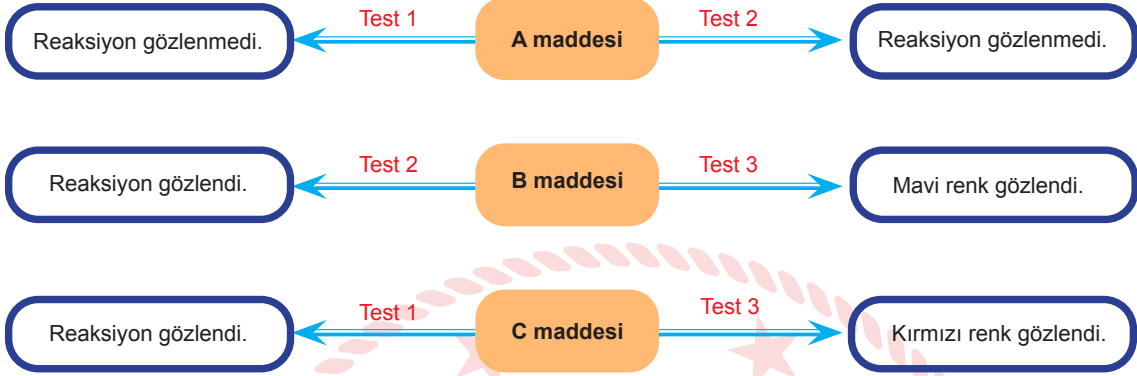 Reaksiyon gözlenmedi.
Test 1
A maddesi
Test 2
Reaksiyon gözlenmedi.
Reaksiyon gözlendi.
Test 2
B maddesi
Test 3
Mavi renk gözlendi.
Reaksiyon gözlendi.
Test 1
C maddesi
Test 3
Kırmızı renk gözlendi.